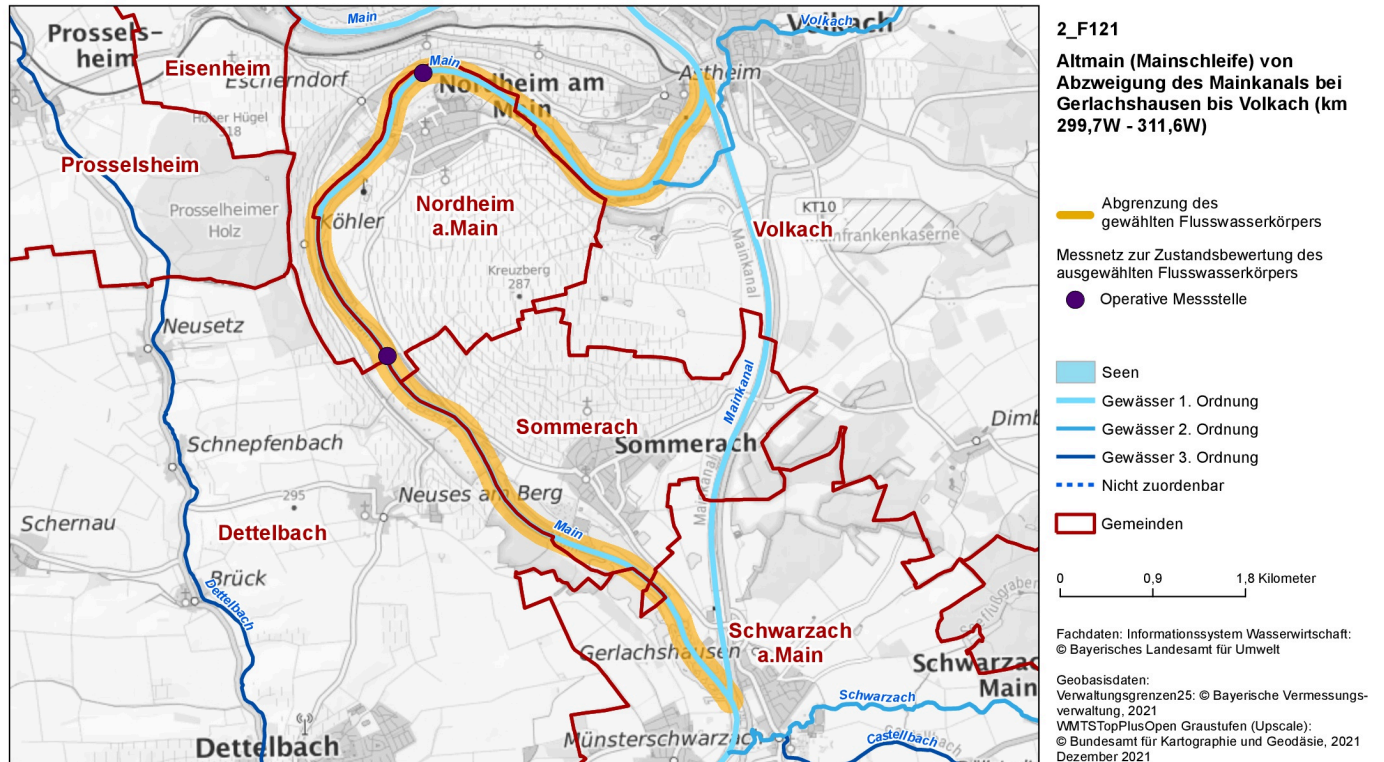 Main
Volkach
Volkach
Prossels-
heim
Eisenheim
Escherndorf
Main
Astheim
Nordheim am
Main
Hoher Hügel
318
Prosselsheim
Prosselheimer
Holz
Köhler
Nordheim
a.Main
KT10
Volkach
Mainfrankenkaserne
Mainkanal
Kreuzberg
287
Neusetz
Mainkanal
Sommerach
Sommerach
Dimb
Schnepfenbach
Mainkanal
295
Neuses am Berg
Schernau
Dettelbach
Main
Brück
Dettelbach
Schwarzach
a.Main
Gerlachshausen
Schwarzac
Main
Schwarzach
Münsterschwarzac
Castellbach
Dettelbach
2_F121
Altmain (Mainschleife) von
Abzweigung des Mainkanals bei
Gerlachshausen bis Volkach (km
299,7W - 311,6W)
Abgrenzung des
gewählten Flusswasserkörpers
Messnetz zur Zustandsbewertung des
ausgewählten Flusswasserkörpers
Operative Messstelle
Seen
Gewässer 1. Ordnung
Gewässer 2. Ordnung
Gewässer 3. Ordnung
Nicht zuordenbar
Gemeinden
0 0,9 1,8 Kilometer
Fachdaten: Informationssystem Wasserwirtschaft:
© Bayerisches Landesamt für Umwelt
Geobasisdaten:
Verwaltungsgrenzen25: © Bayerische Vermessungs-
verwaltung, 2021
WMTSTopPlusOpen Graustufen (Upscale):
© Bundesamt für Kartographie und Geodäsie, 2021
Dezember 2021